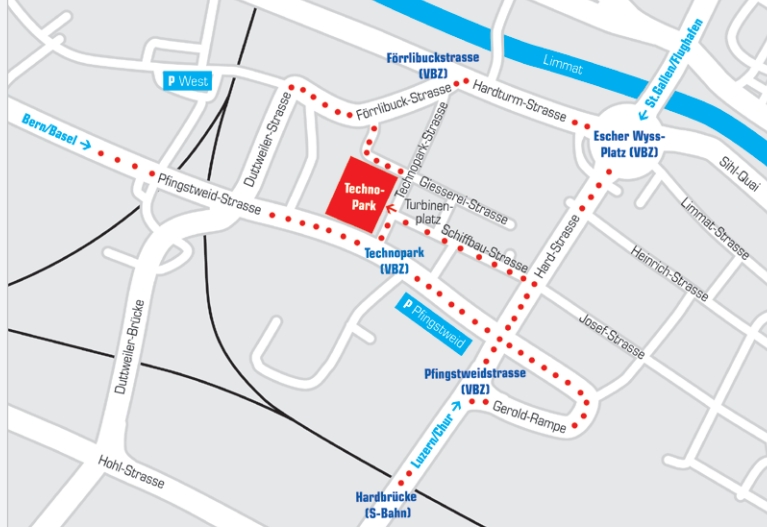 Limmat
St.Gallen/Flughafen
Förrlibuckstrasse
(VBZ)
P West
Förrlibuck-Strasse
Hardturm-Strasse
Bern/Basel
Duttweiler-Strasse
Escher Wyss-
Platz (VBZ)
Sihl-Quai
Pfingstweid-Strasse
Techno-
Park
Technopark-Strasse
Giesserei-Strasse
Turbinen-
platz
Schiffbau-Strasse
Limmat-Strasse
Technopark
(VBZ)
Hard-Strasse
Heinrich-Strasse
P Pfingstweid
Josef-Strasse
Duttweiler-Brücke
Pfingstweidstrasse
(VBZ)
Gerold-Rampe
Luzern/Chur
Hohl-Strasse
Hardbrücke
(S-Bahn)